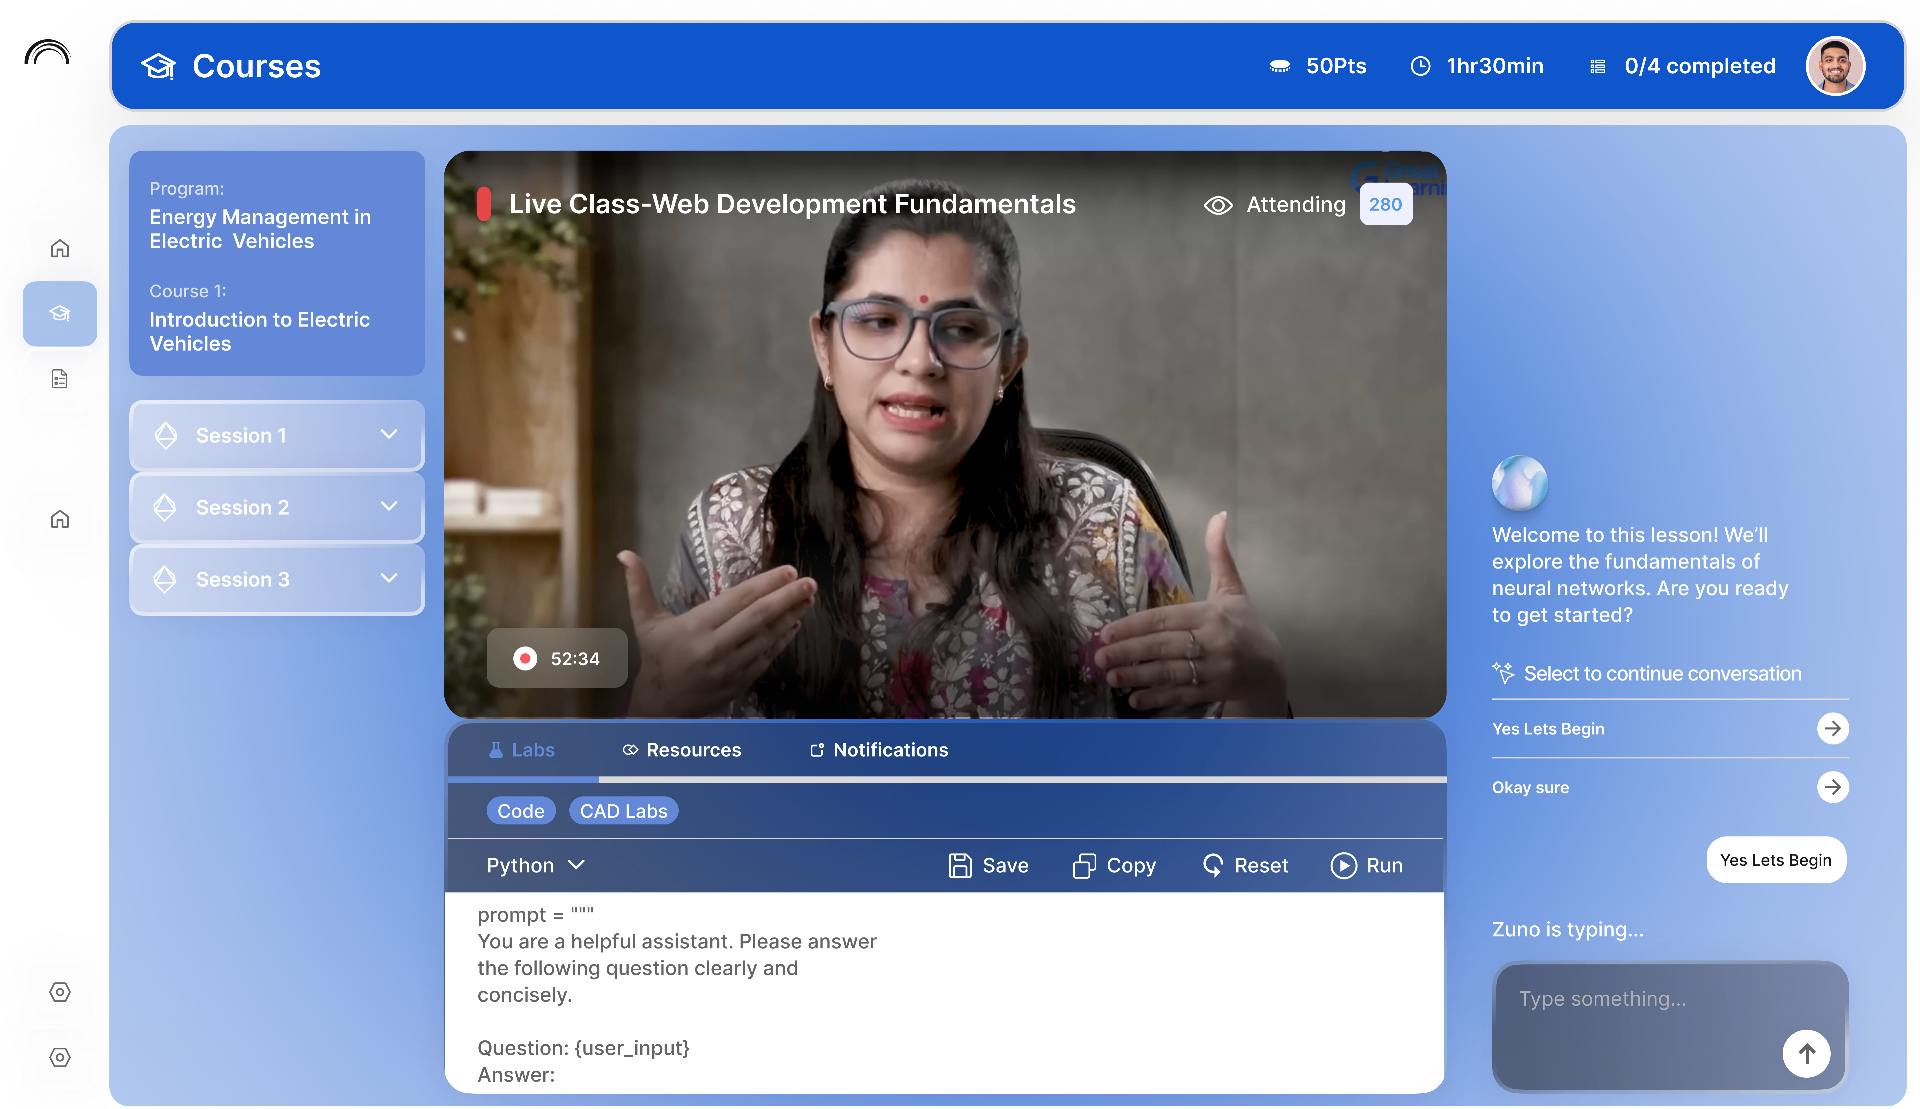 Courses
50Pts
1hr30min
0/4 completed
Program:
Energy Management in
Electric Vehicles
Course 1:
Introduction to Electric
Vehicles
Session 1
Session 2
Session 3
Live Class-Web Development Fundamentals
Attending
280
52:34
Labs
Resources
Notifications
Code
CAD Labs
Python
Save
Copy
Reset
Run
prompt = """
You are a helpful assistant. Please answer
the following question clearly and
concisely.
Question: {user_input}
Answer:
Welcome to this lesson! We’ll
explore the fundamentals of
neural networks. Are you ready
to get started?
Select to continue conversation
Yes Lets Begin
Okay sure
Yes Lets Begin
Zuno is typing...
Type something...